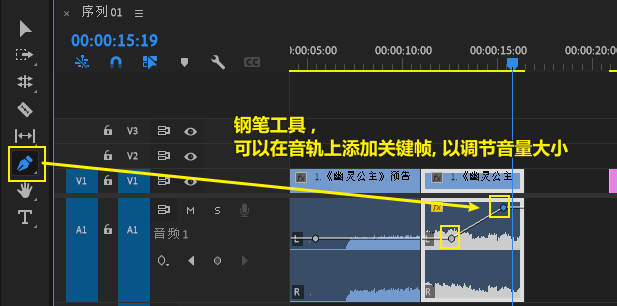 × 序列 01 ≡
00:00:15:19
00:00:05:00
00:00:10:00
00:00:15:00
00:00:20:0
CC
钢笔工具，
可以在音轨上添加关键帧, 以调节音量大小
V3
V2
V1 V1
fx 1.《幽灵公主》预告
fx 1.《幽灵公主
A1 A1
M S
音频 1
L
R
fx
L
R
T